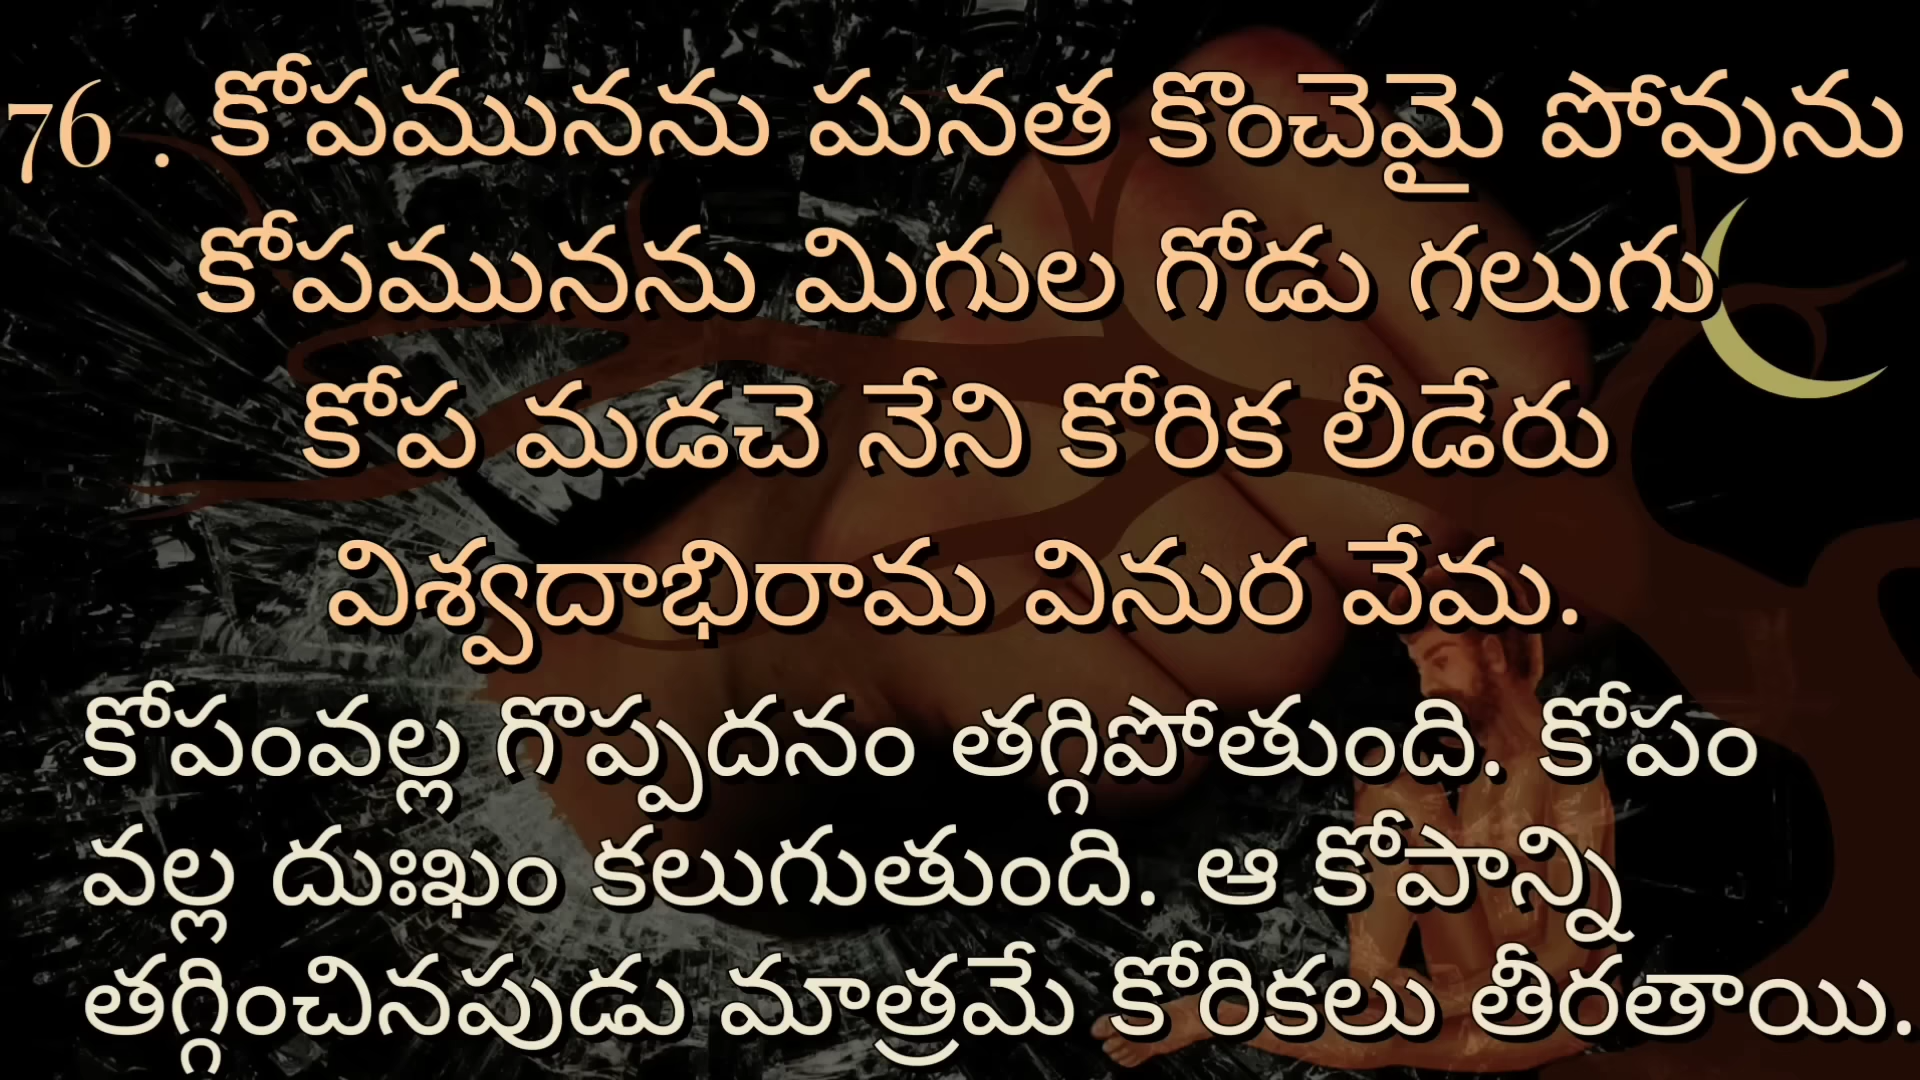 76 . కోపమునను ఘనత కొంచెమై పోవును
కోపమునను మిగుల గోడు గలుగు
కోప మడచె నేని కోరిక లీడేరు
విశ్వదాభిరామ వినుర వేమ.
కోపంవల్ల గొప్పదనం తగ్గిపోతుంది. కోపం
వల్ల దుఃఖం కలుగుతుంది. ఆ కోపాన్ని
తగ్గించినపుడు మాత్రమే కోరికలు తీరతాయి.